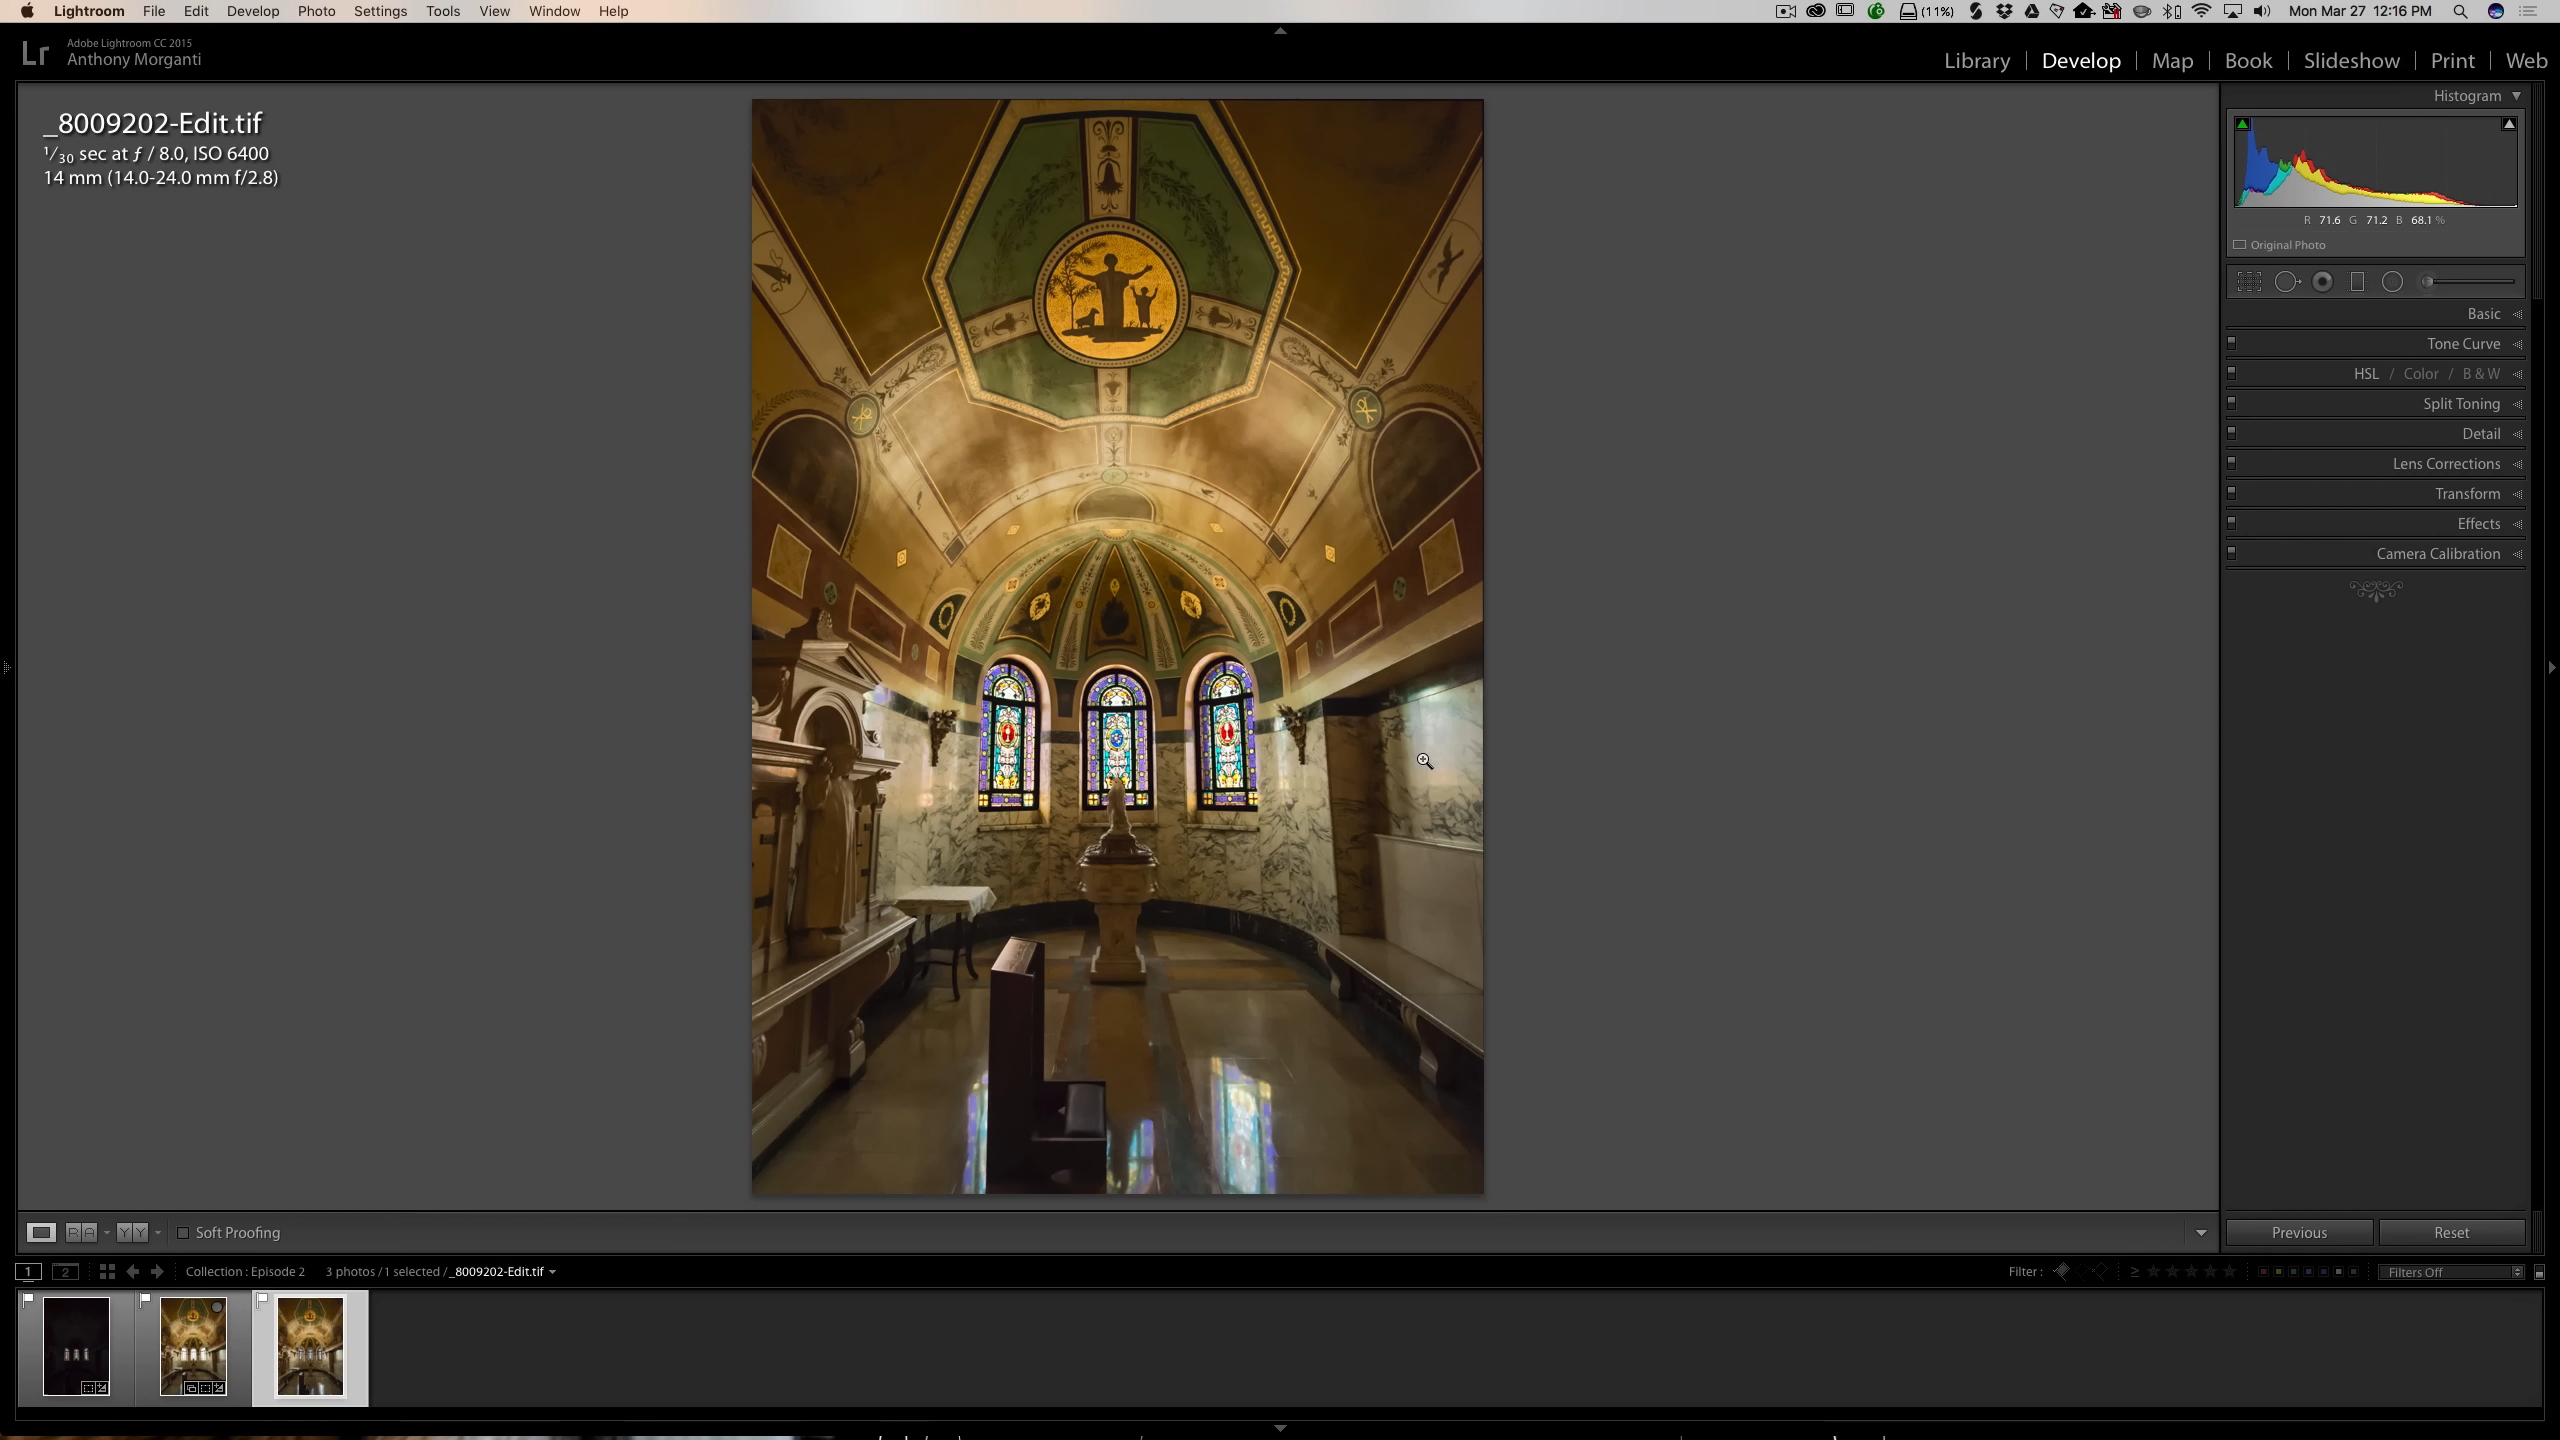 Lightroom File Edit Develop Photo Settings Tools View Window Help
(11%) Mon Mar 27 12:16 PM
Lr Adobe Lightroom CC 2015
Anthony Morganti
Library | Develop | Map | Book | Slideshow | Print | Web
_8009202-Edit.tif
1/30 sec at ƒ / 8.0, ISO 6400
14 mm (14.0-24.0 mm f/2.8)
Histogram
R 71.6 G 71.2 B 68.1 %
Original Photo
Basic
Tone Curve
HSL / Color / B & W
Split Toning
Detail
Lens Corrections
Transform
Effects
Camera Calibration
R A Y Y Soft Proofing
Previous Reset
1 2 Collection : Episode 2 3 photos / 1 selected / _8009202-Edit.tif Filter : ≥ Filters Off